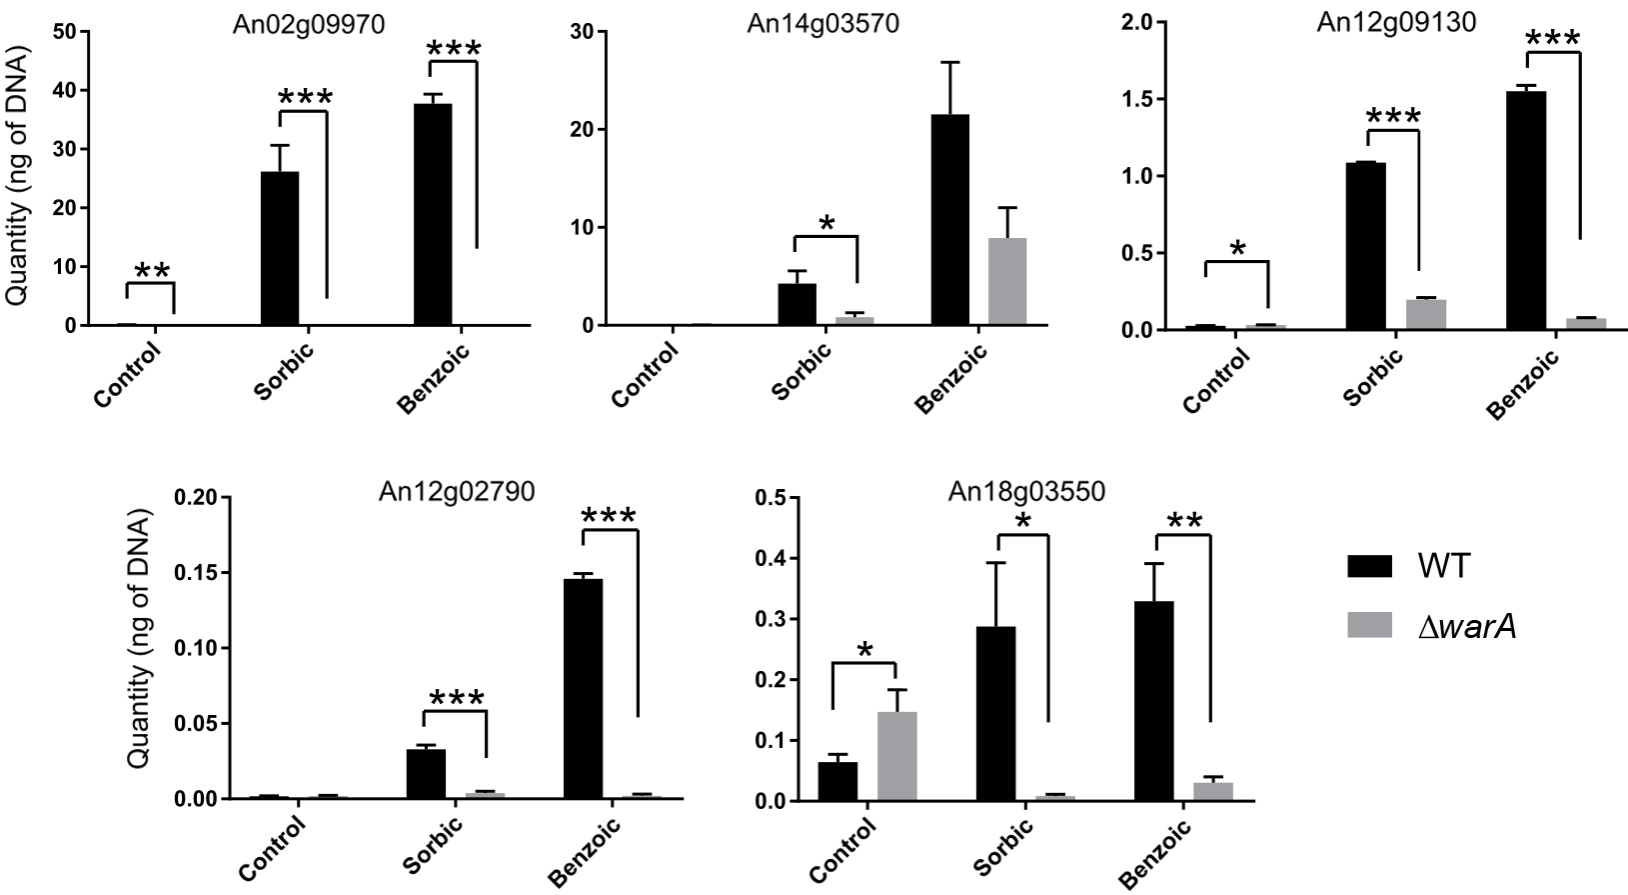 An02g09970
Quantity (ng of DNA)
50
40
30
20
10
0
**
***
***
Control
Sorbic
Benzoic
An14g03570
30
20
10
0
*
Control
Sorbic
Benzoic
An12g09130
2.0
1.5
1.0
0.5
0.0
*
***
***
Control
Sorbic
Benzoic
An12g02790
Quantity (ng of DNA)
0.20
0.15
0.10
0.05
0.00
***
***
Control
Sorbic
Benzoic
An18g03550
0.5
0.4
0.3
0.2
0.1
0.0
*
*
**
Control
Sorbic
Benzoic
WT
ΔwarA